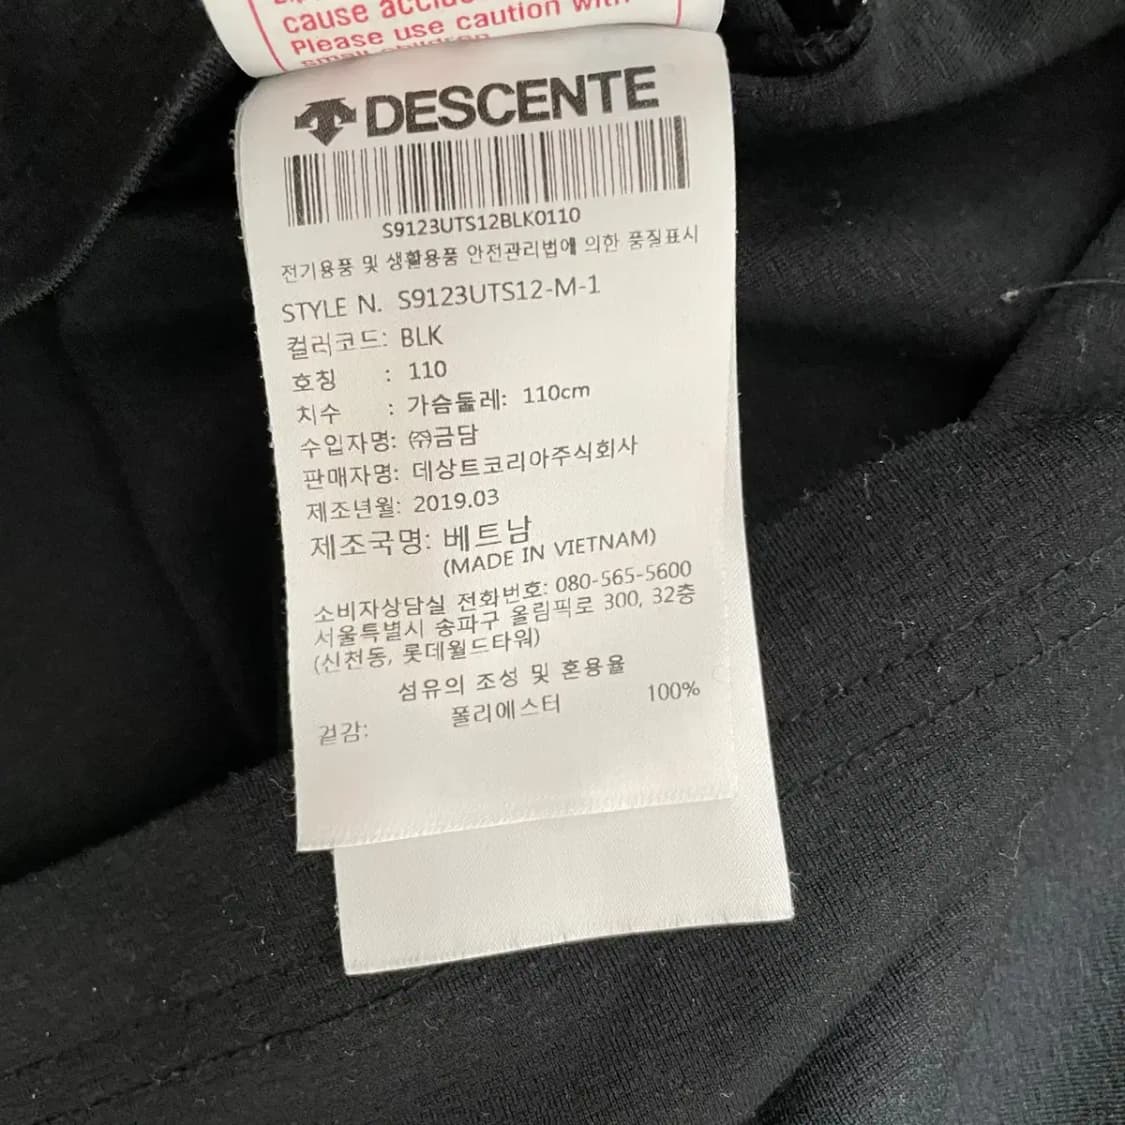 cause
Please use caution with
DESCENTE
S9123UTS12BLK0110
전기용품 및 생활용품 안전관리법에 의한 품질표시
STYLE N. S9123UTS12-M-1
컬러코드: BLK
호칭 : 110
치수 : 가슴둘레: 110cm
수입자명: ㈜금담
판매자명: 데상트코리아주식회사
제조년월: 2019.03
제조국명: 베트남
(MADE IN VIETNAM)
소비자상담실 전화번호: 080-565-5600
서울특별시 송파구 올림픽로 300, 32층
(신천동, 롯데월드타워)
섬유의 조성 및 혼용율
겉감: 폴리에스터 100%